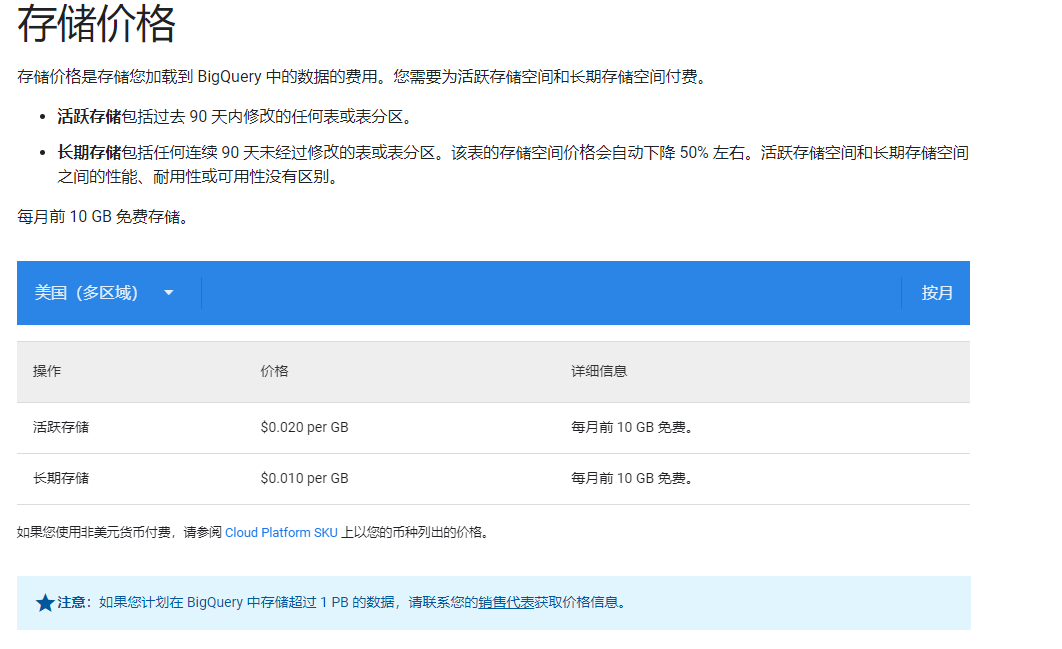 存储价格
存储价格是存储您加载到 BigQuery 中的数据的费用。您需要为活跃存储空间和长期存储空间付费。
• 活跃存储包括过去 90 天内修改的任何表或表分区。
• 长期存储包括任何连续 90 天未经过修改的表或表分区。该表的存储空间价格会自动下降 50% 左右。活跃存储空间和长期存储空间
之间的性能、耐用性或可用性没有区别。
每月前 10 GB 免费存储。
美国（多区域） 按月
操作 价格 详细信息
活跃存储 $0.020 per GB 每月前 10 GB 免费。
长期存储 $0.010 per GB 每月前 10 GB 免费。
如果您使用非美元货币付费，请参阅 Cloud Platform SKU 上以您的币种列出的价格。
★注意：如果您计划在 BigQuery 中存储超过 1 PB 的数据，请联系您的销售代表获取价格信息。